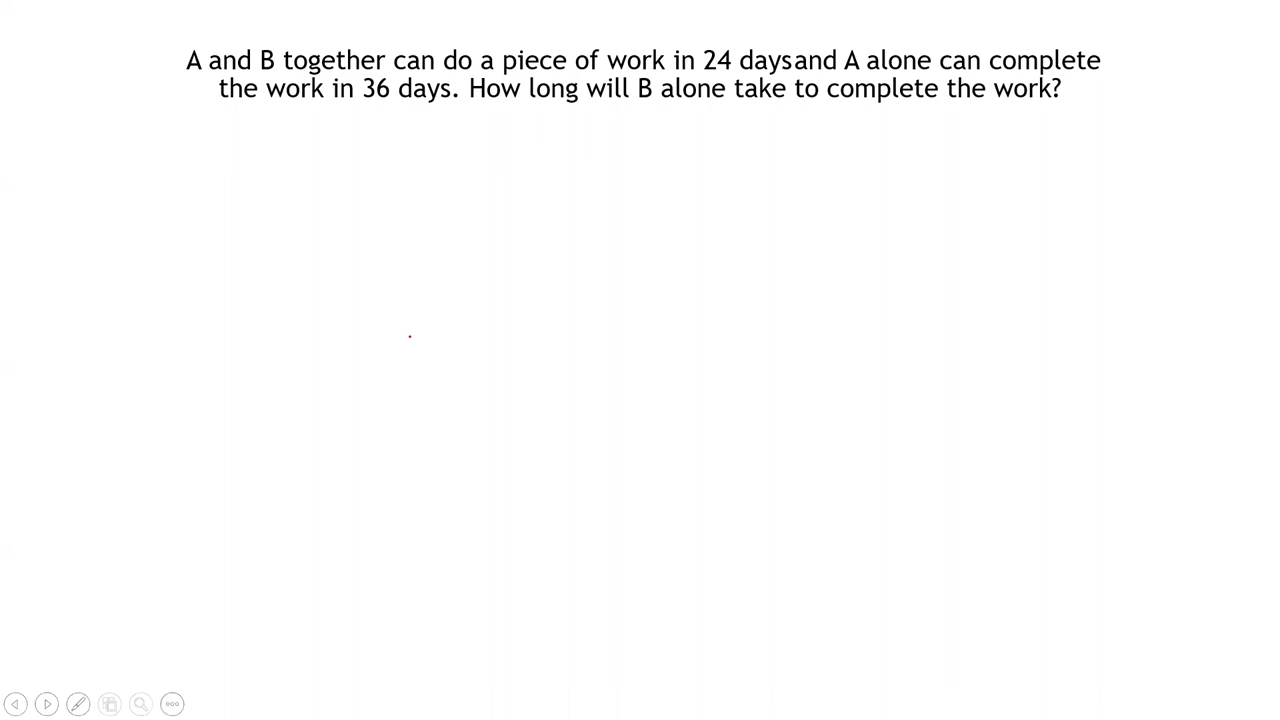 A and B together can do a piece of work in 24 daysand A alone can complete
the work in 36 days. How long will B alone take to complete the work?